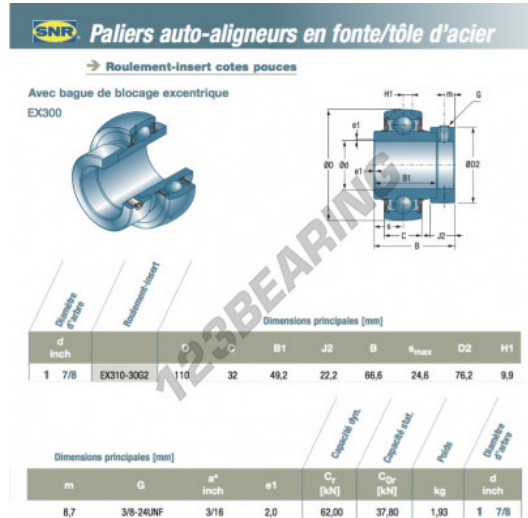 SNR Paliers auto-aligneurs en fonte/tôle d'acier
Roulement-insert cotes pouces
Avec bague de blocage excentrique
EX300
H1 m G
e1
ØD Ød ØD2
e1 B1
s
C J2
B
Diamètre d'arbre Roulement-insert
Dimensions principales [mm]
d inch D C B1 J2 B smax D2 H1
1 7/8 EX310-30G2 110 32 49,2 22,2 66,6 24,6 76,2 9,9
123BEARING
Capacité dyn. Capacité stat. Poids Diamètre d'arbre
Dimensions principales [mm]
m G a* inch e1 Cr [kN] C0r [kN] kg d inch
8,7 3/8-24UNF 3/16 2,0 62,00 37,80 1,93 1 7/8